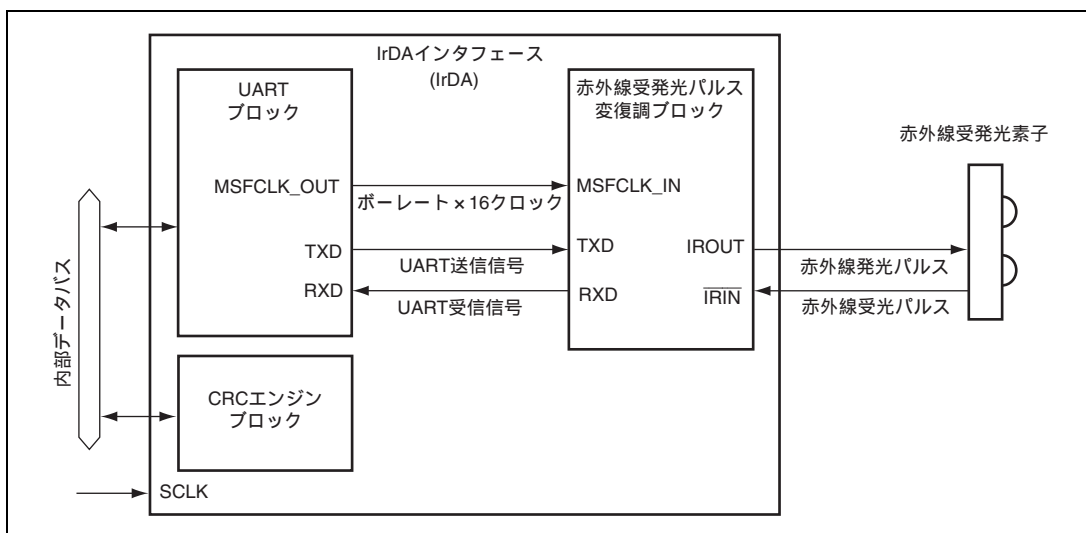 IrDAインタフェース
(IrDA)
UART
ブロック
赤外線受発光パルス
変復調ブロック
赤外線受発光素子
MSFCLK_OUT
MSFCLK_IN
ボーレート×16クロック
TXD
TXD
IROUT
UART送信信号
赤外線発光パルス
RXD
RXD
IRIN
UART受信信号
赤外線受光パルス
内部データバス
CRCエンジン
ブロック
SCLK